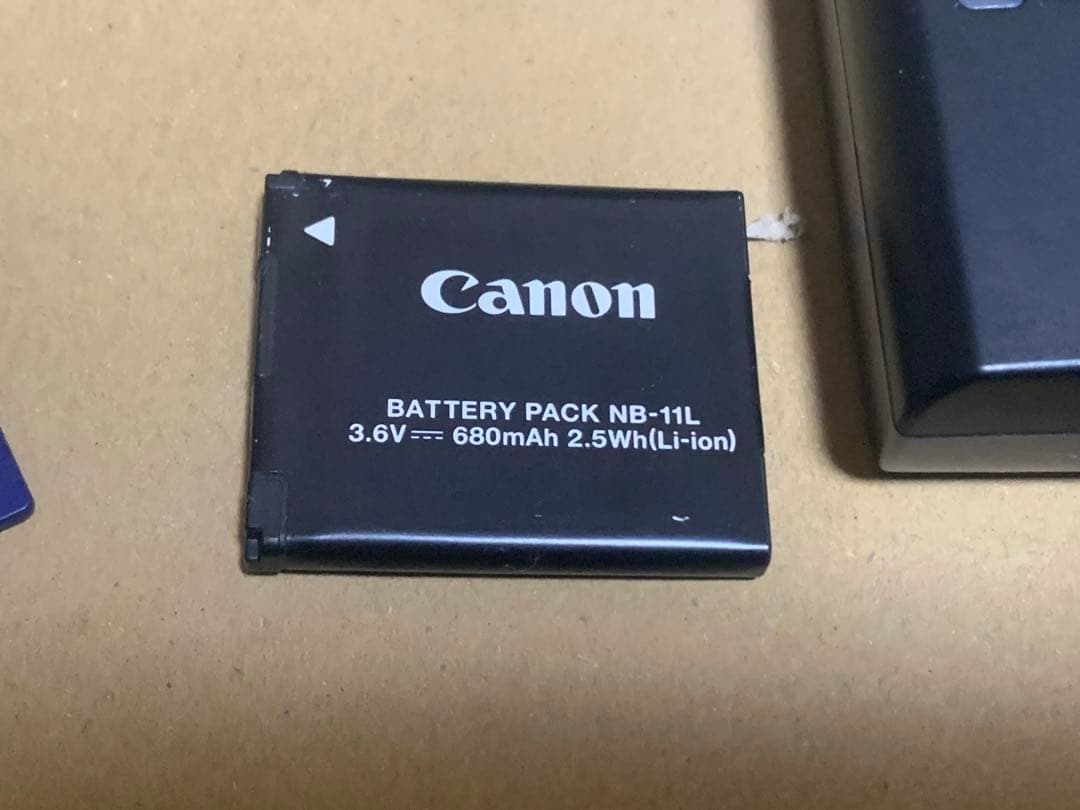 Canon
BATTERY PACK NB-11L
3.6V⎓ 680mAh 2.5Wh(Li-ion)